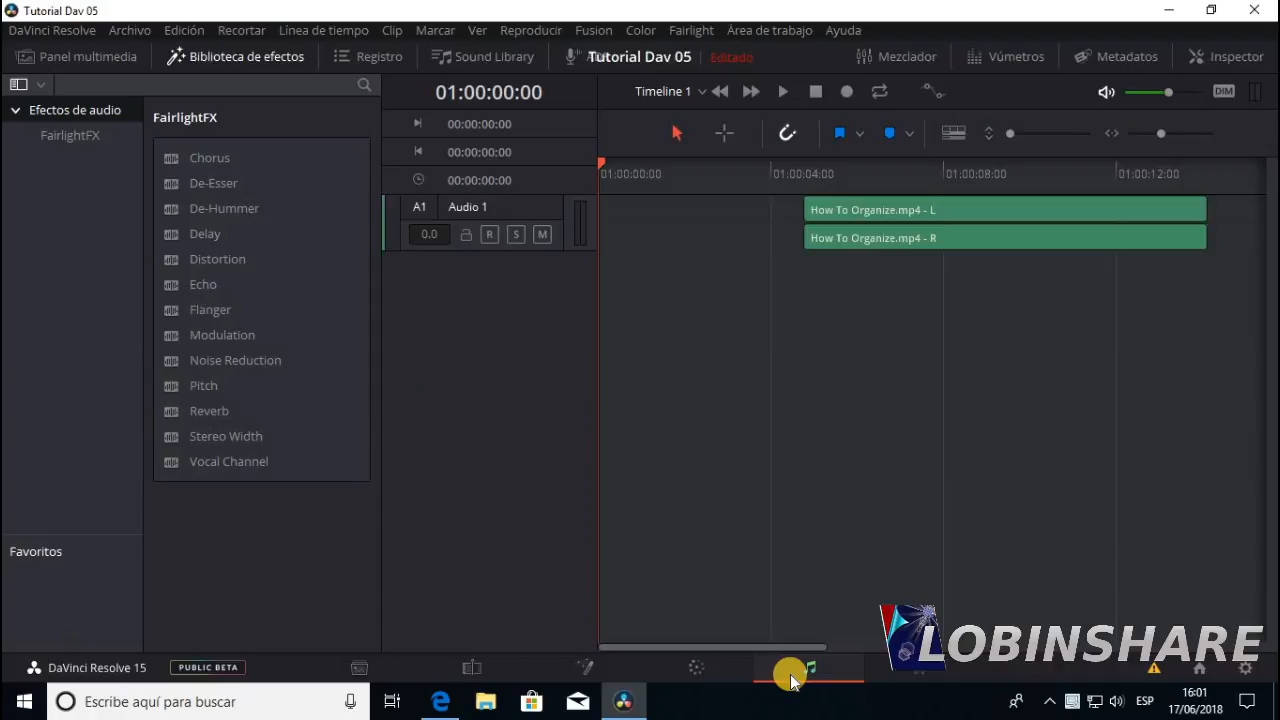 Tutorial Dav 05
DaVinci Resolve Archivo Edición Recortar Línea de tiempo Clip Marcar Ver Reproducir Fusion Color Fairlight Área de trabajo Ayuda
Panel multimedia Biblioteca de efectos Registro Sound Library Tutorial Dav 05 Editado Mezclador Vúmetros Metadatos Inspector
01:00:00:00 Timeline 1 DIM
Efectos de audio
FairlightFX
FairlightFX
Chorus
De-Esser
De-Hummer
Delay
Distortion
Echo
Flanger
Modulation
Noise Reduction
Pitch
Reverb
Stereo Width
Vocal Channel
Favoritos
00:00:00:00
00:00:00:00
00:00:00:00
A1 Audio 1
0.0 R S M
01:00:00:00 01:00:04:00 01:00:08:00 01:00:12:00
How To Organize.mp4 - L
How To Organize.mp4 - R
LOBINSHARE
DaVinci Resolve 15 PUBLIC BETA
Escribe aquí para buscar
ESP
16:01
17/06/2018